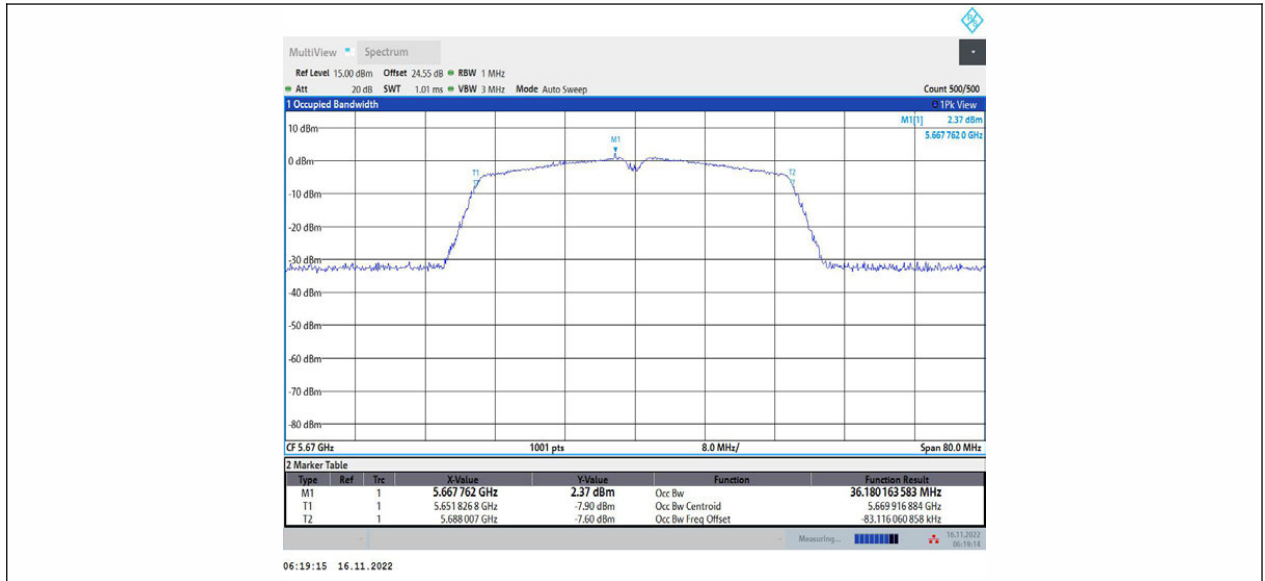 MultiView Spectrum
Ref Level 15.00 dBm Offset 24.55 dB RBW 1 MHz
Att 20 dB SWT 1.01 ms VBW 3 MHz Mode Auto Sweep Count 500/500
1 Occupied Bandwidth 1Pk View
M1[1] 2.37 dBm
5.667 762 0 GHz
10 dBm
M1
0 dBm
T1 T2
-10 dBm
-20 dBm
-30 dBm
-40 dBm
-50 dBm
-60 dBm
-70 dBm
-80 dBm
CF 5.67 GHz 1001 pts 8.0 MHz/ Span 80.0 MHz
2 Marker Table
Type Ref Trc X-Value Y-Value Function Function Result
M1 1 5.667 762 GHz 2.37 dBm Occ Bw 36.180 163 583 MHz
T1 1 5.651 826 8 GHz -7.90 dBm Occ Bw Centroid 5.669 916 884 GHz
T2 1 5.688 007 GHz -7.60 dBm Occ Bw Freq Offset -83.116 060 858 kHz
Measuring... 16.11.2022
06:19:14
06:19:15 16.11.2022